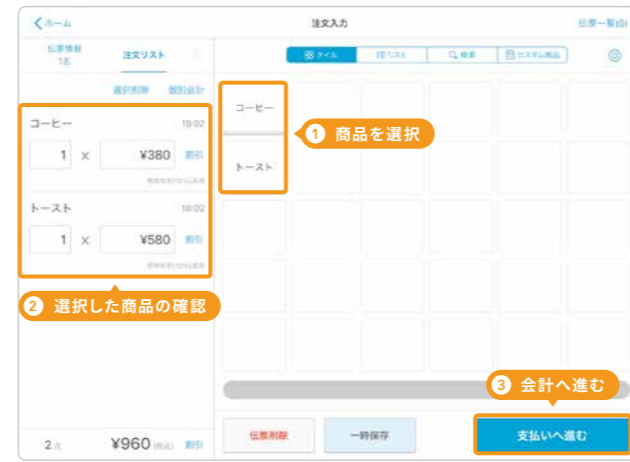 ホーム
注文入力
伝票一覧(0)
伝票情報
1名
注文リスト
タイル
リスト
検索
カスタム商品
選択削除
個別会計
コーヒー
18:02
1 x ¥380 割引
トースト
18:02
1 x ¥580 割引
コーヒー
トースト
① 商品を選択
② 選択した商品の確認
③ 会計へ進む
2点
¥960 (税込) 割引
伝票削除
一時保存
支払いへ進む